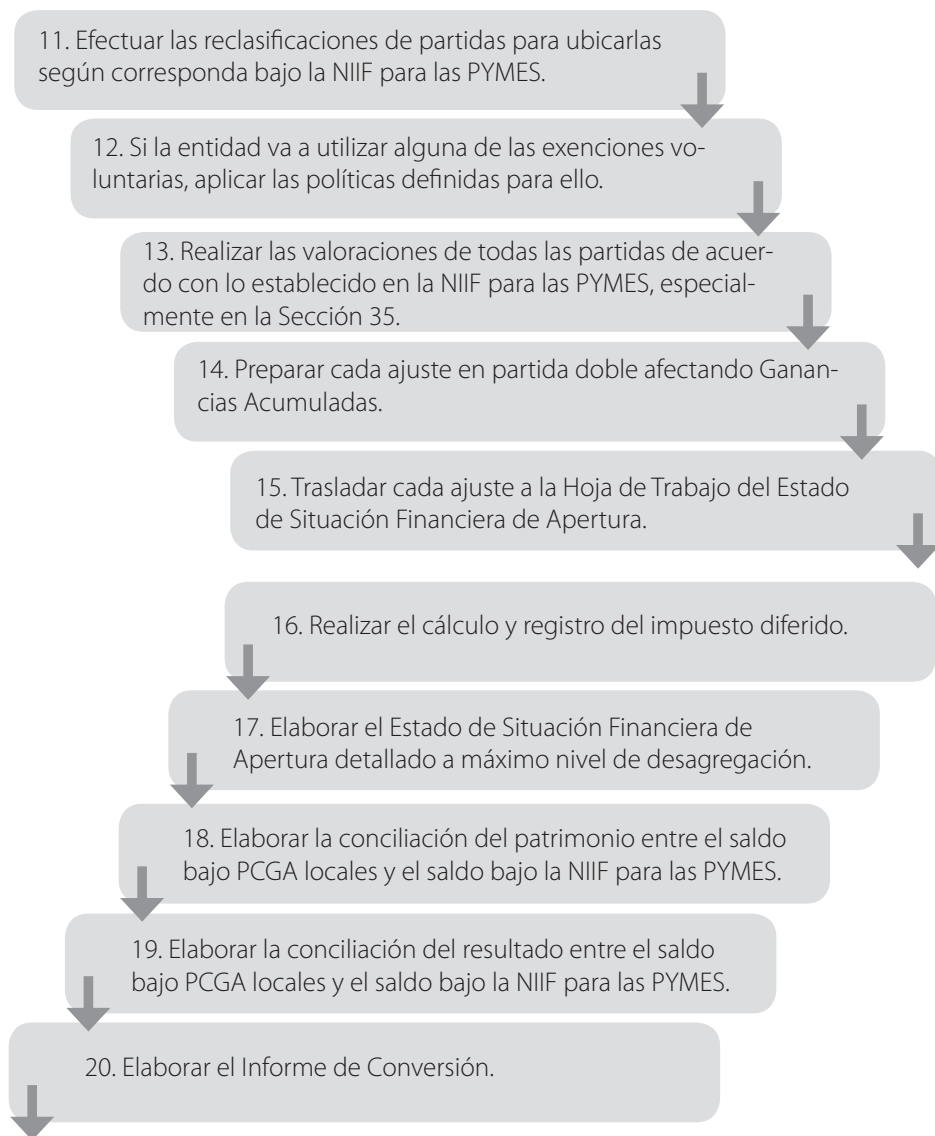 11. Efectuar las reclasificaciones de partidas para ubicarlas
según corresponda bajo la NIIF para las PYMES.
12. Si la entidad va a utilizar alguna de las exenciones vo-
luntarias, aplicar las políticas definidas para ello.
13. Realizar las valoraciones de todas las partidas de acuer-
do con lo establecido en la NIIF para las PYMES, especial-
mente en la Sección 35.
14. Preparar cada ajuste en partida doble afectando Ganan-
cias Acumuladas.
15. Trasladar cada ajuste a la Hoja de Trabajo del Estado
de Situación Financiera de Apertura.
16. Realizar el cálculo y registro del impuesto diferido.
17. Elaborar el Estado de Situación Financiera de
Apertura detallado a máximo nivel de desagregación.
18. Elaborar la conciliación del patrimonio entre el saldo
bajo PCGA locales y el saldo bajo la NIIF para las PYMES.
19. Elaborar la conciliación del resultado entre el saldo
bajo PCGA locales y el saldo bajo la NIIF para las PYMES.
20. Elaborar el Informe de Conversión.